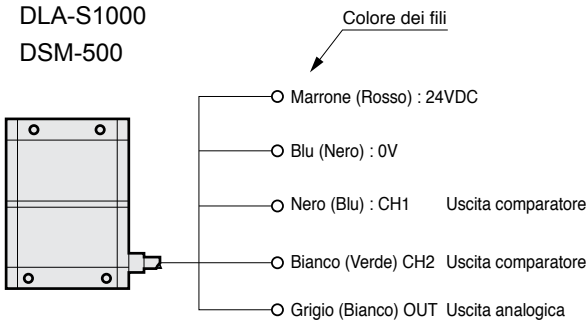 DLA-S1000
DSM-500
Colore dei fili
Marrone (Rosso) : 24VDC
Blu (Nero) : 0V
Nero (Blu) : CH1 Uscita comparatore
Bianco (Verde) CH2 Uscita comparatore
Grigio (Bianco) OUT Uscita analogica